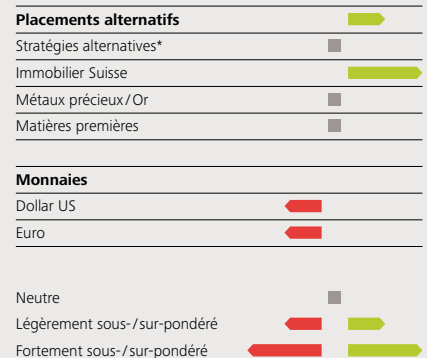 Placements alternatifs
Stratégies alternatives*
Immobilier Suisse
Métaux précieux/Or
Matières premières
Monnaies
Dollar US
Euro
Neutre
Légèrement sous-/sur-pondéré
Fortement sous-/sur-pondéré